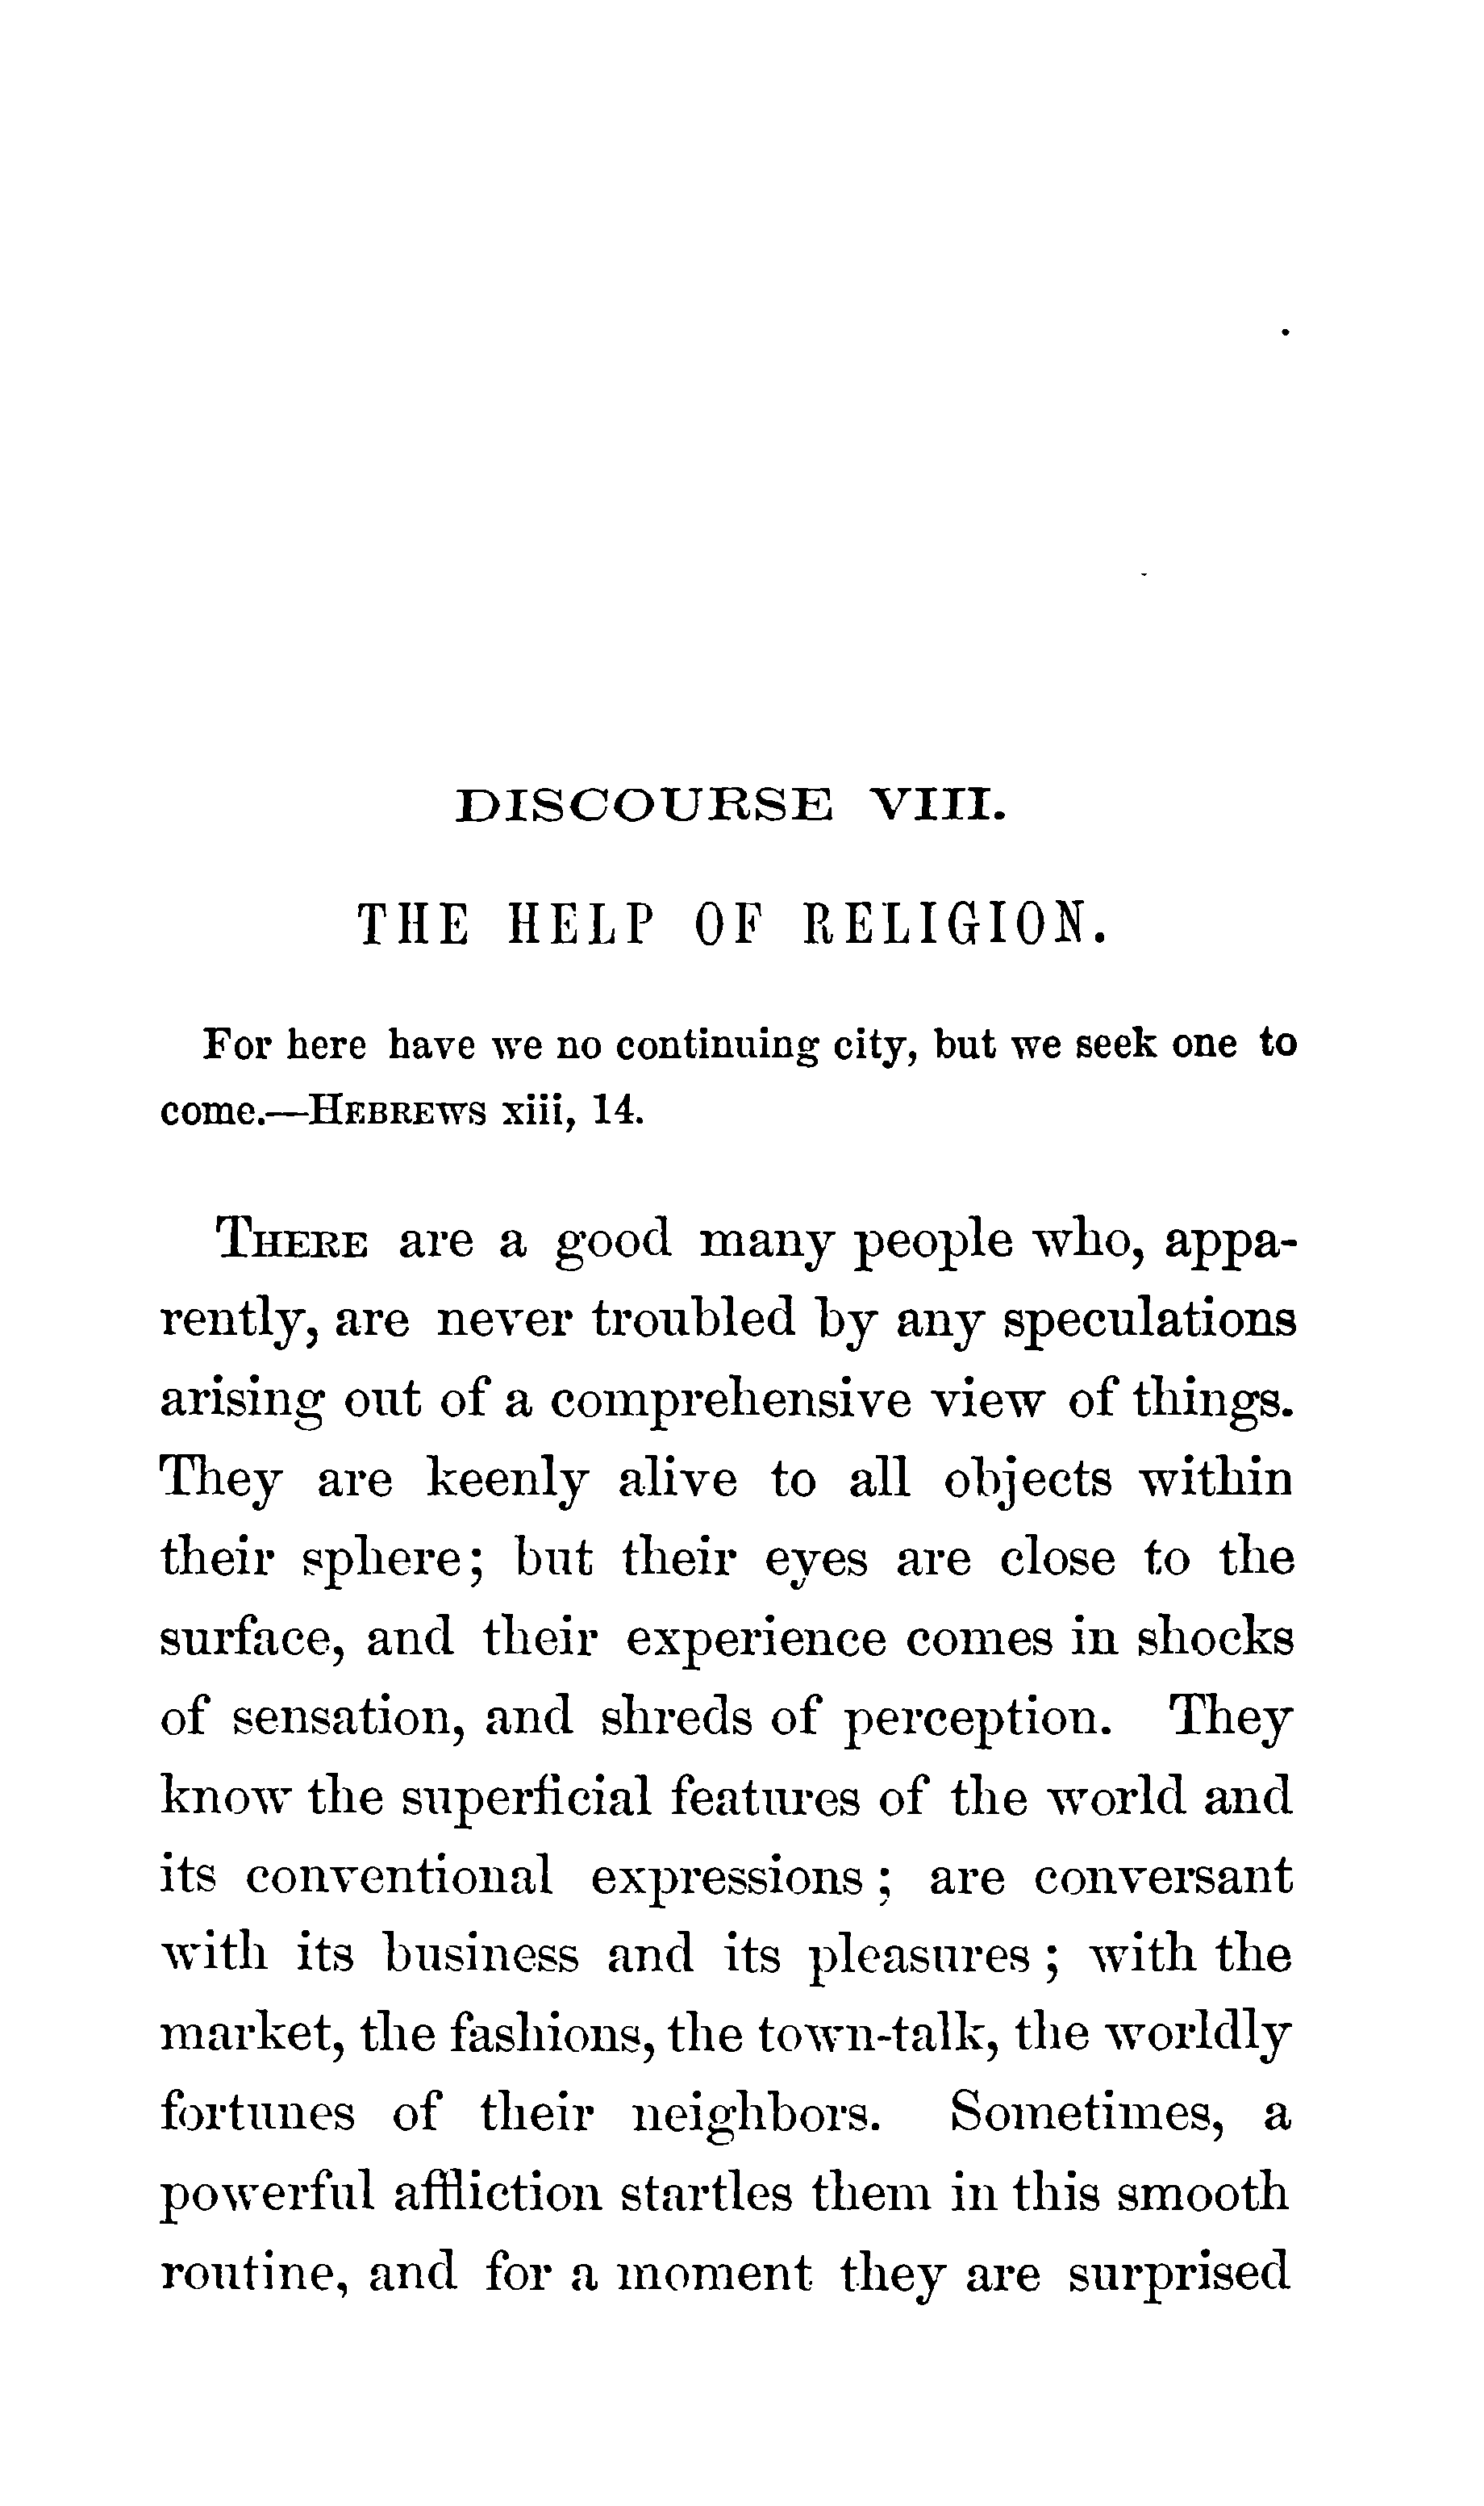 DISCOURSE VIII.
THE HELP OF RELIGION.
For here have we no continuing city, but we seek one to
come.—HEBREWS xiii, 14.
THERE are a good many people who, appa-
rently, are never troubled by any speculations
arising out of a comprehensive view of things.
They are keenly alive to all objects within
their sphere; but their eyes are close to the
surface, and their experience comes in shocks
of sensation, and shreds of perception. They
know the superficial features of the world and
its conventional expressions; are conversant
with its business and its pleasures; with the
market, the fashions, the town-talk, the worldly
fortunes of their neighbors. Sometimes, a
powerful affliction startles them in this smooth
routine, and for a moment they are surprised